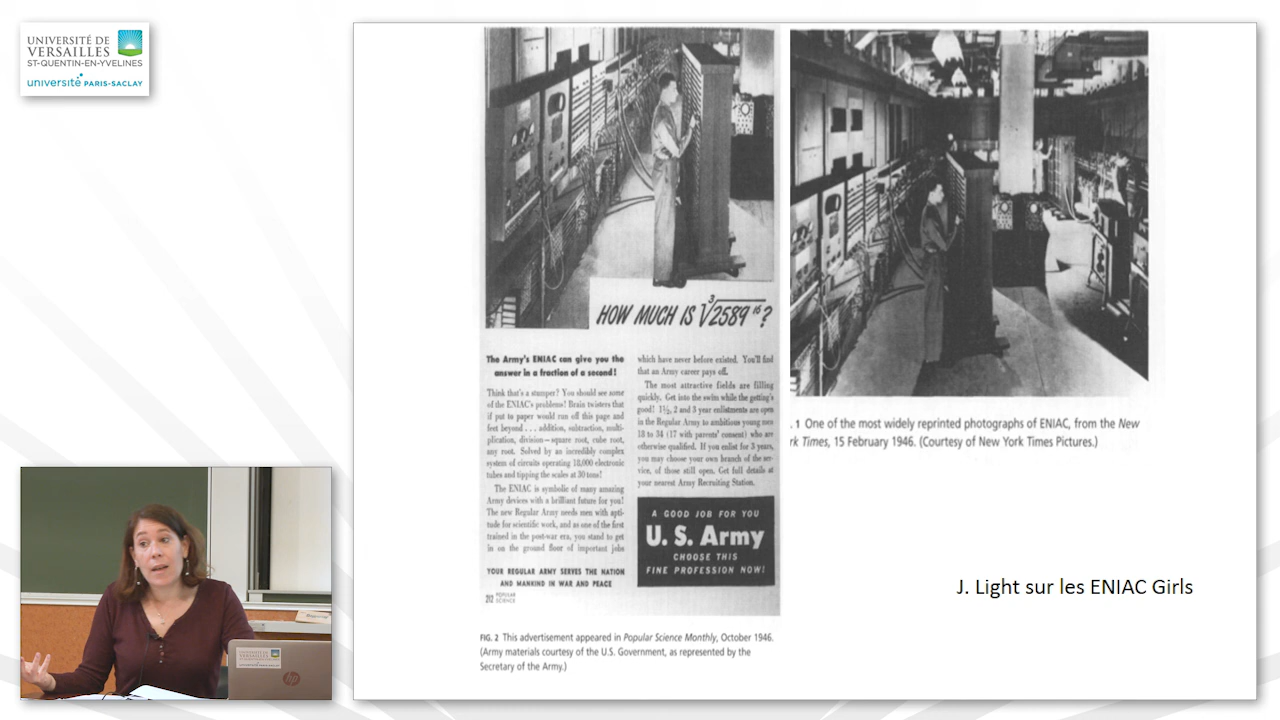 UNIVERSITÉ DE
VERSAILLES
ST-QUENTIN-EN-YVELINES
université PARIS-SACLAY
HOW MUCH IS ∛2589¹⁶?
The Army's ENIAC can give you the
answer in a fraction of a second!
Think that's a stumper? You should see some
of the ENIAC's problems! Brain twisters that
if put to paper would run off this page and
feet beyond . . . addition, subtraction, multi-
plication, division—square root, cube root,
any root. Solved by an incredibly complex
system of circuits operating 18,000 electronic
tubes and tipping the scales at 30 tons!
The ENIAC is symbolic of many amazing
Army devices with a brilliant future for you!
The new Regular Army needs men with apti-
tude for scientific work, and as one of the first
trained in the post-war era, you stand to get
in on the ground floor of important jobs
YOUR REGULAR ARMY SERVES THE NATION
AND MANKIND IN WAR AND PEACE
which have never before existed. You'll find
that an Army career pays off.
The most attractive fields are filling
quickly. Get into the swim while the getting's
good! 1½, 2 and 3 year enlistments are open
in the Regular Army to ambitious young men
18 to 34 (17 with parents' consent) who are
otherwise qualified. If you enlist for 3 years,
you may choose your own branch of the ser-
vice, of those still open. Get full details at
your nearest Army Recruiting Station.
A GOOD JOB FOR YOU
U. S. Army
CHOOSE THIS
FINE PROFESSION NOW!
212 POPULAR
SCIENCE
FIG. 2 This advertisement appeared in Popular Science Monthly, October 1946.
(Army materials courtesy of the U.S. Government, as represented by the
Secretary of the Army.)
. 1 One of the most widely reprinted photographs of ENIAC, from the New
rk Times, 15 February 1946. (Courtesy of New York Times Pictures.)
J. Light sur les ENIAC Girls
UNIVERSITÉ DE
VERSAILLES
ST-QUENTIN-EN-YVELINES
hp